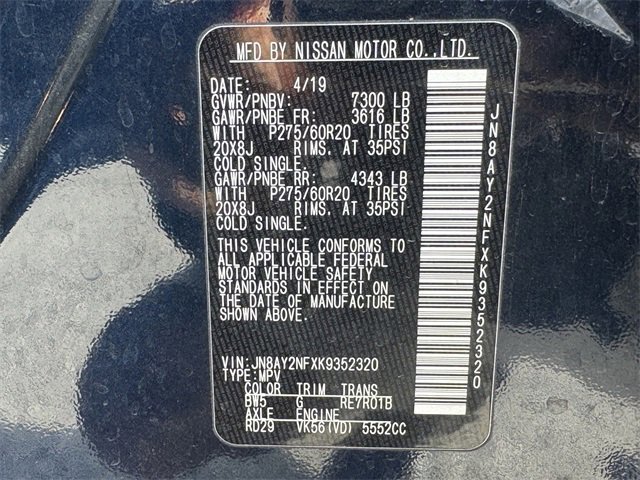 MFD BY NISSAN MOTOR CO.,LTD.
DATE: 4/19
GVWR/PNBV: 7300 LB
GAWR/PNBE FR: 3616 LB
WITH P275/60R20 TIRES
20X8J RIMS. AT 35PSI
COLD SINGLE.
GAWR/PNBE RR: 4343 LB
WITH P275/60R20 TIRES
20X8J RIMS. AT 35PSI
COLD SINGLE.
THIS VEHICLE CONFORMS TO
ALL APPLICABLE FEDERAL
MOTOR VEHICLE SAFETY
STANDARDS IN EFFECT ON
THE DATE OF MANUFACTURE
SHOWN ABOVE.
VIN:JN8AY2NFXK9352320
TYPE:MPV
COLOR TRIM TRANS
BW5 G RE7R01B
AXLE ENGINE
RD29 VK56(VD) 5552CC
JN8AY2NFXK9352320